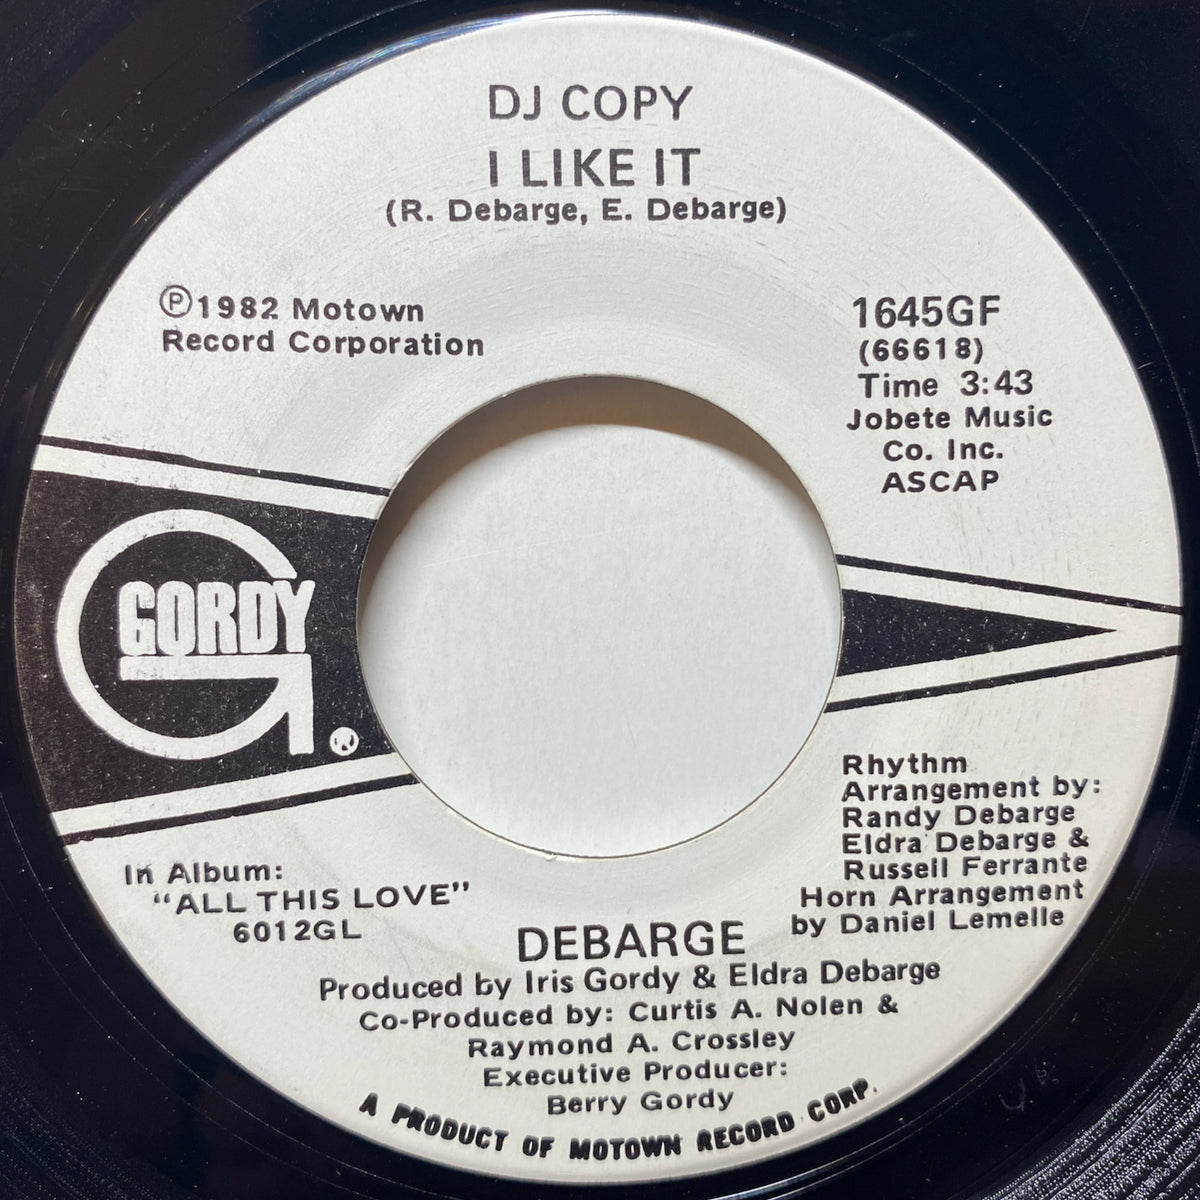 DJ COPY
I LIKE IT
(R. Debarge, E. Debarge)
Ⓟ1982 Motown
Record Corporation
1645GF
(66618)
Time 3:43
Jobete Music
Co. Inc.
ASCAP
GORDY
In Album:
"ALL THIS LOVE"
6012GL
Rhythm
Arrangement by:
Randy Debarge
Eldra Debarge &
Russell Ferrante
Horn Arrangement
by Daniel Lemelle
DEBARGE
Produced by Iris Gordy & Eldra Debarge
Co-Produced by: Curtis A. Nolen &
Raymond A. Crossley
Executive Producer:
Berry Gordy
A PRODUCT OF MOTOWN RECORD CORP.